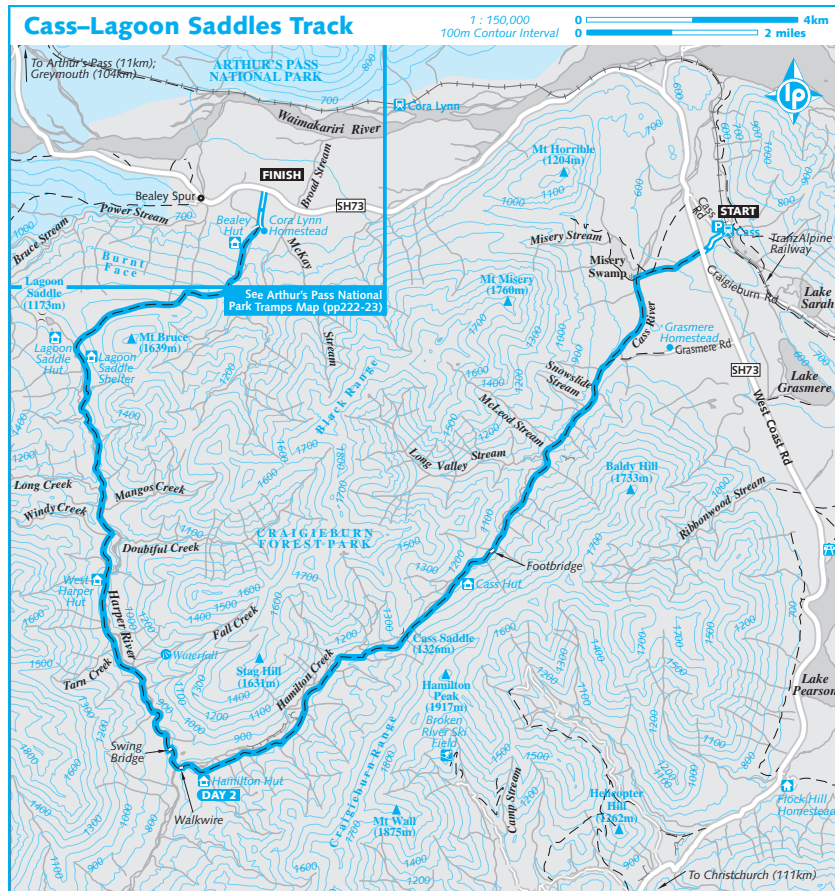 Cass–Lagoon Saddles Track
1 : 150,000
100m Contour Interval
0 4km
0 2 miles
To Arthur's Pass (11km);
Greymouth (104km)
ARTHUR'S PASS
NATIONAL PARK
800
700
Cora Lynn
lp
Waimakariri River
Mt Horrible
(1204m)
700
600
FINISH
Broad Stream
Bealey Spur
SH73
START
Cass Rd
P
Cass
Power Stream
Bruce Stream
Bealey Hut
Cora Lynn
Homestead
McKay
Stream
Burnt
Face
Misery Stream
Misery
Swamp
TranzAlpine
Railway
Craigieburn Rd
Lake
Sarah
Lagoon
Saddle
(1173m)
See Arthur's Pass National
Park Tramps Map (pp222-23)
Mt Misery
(1760m)
Cass River
Grasmere
Homestead
Grasmere Rd
Mt Bruce
(1639m)
Lagoon
Saddle
Hut
Lagoon
Saddle
Shelter
Black Range
Snowslide
Stream
SH73
Lake
Grasmere
West Coast Rd
McLeod Stream
Long Valley Stream
Baldy Hill
(1733m)
Ribbonwood Stream
Long Creek
Windy Creek
Mangos Creek
CRAIGIEBURN
FOREST PARK
Doubtful Creek
Footbridge
West
Harper
Hut
Cass Hut
Harper River
Fall Creek
Cass Saddle
(1326m)
Waterfall
Tarn Creek
Stag Hill
(1631m)
Hamilton Creek
Hamilton
Peak
(1917m)
Broken
River Ski
Field
Lake
Pearson
Swing
Bridge
Hamilton Hut
DAY 2
Walkwire
Craigieburn Range
Mt Wall
(1875m)
Camp Stream
Helicopter
Hill
(1262m)
Flock Hill
Homestead
To Christchurch (111km)